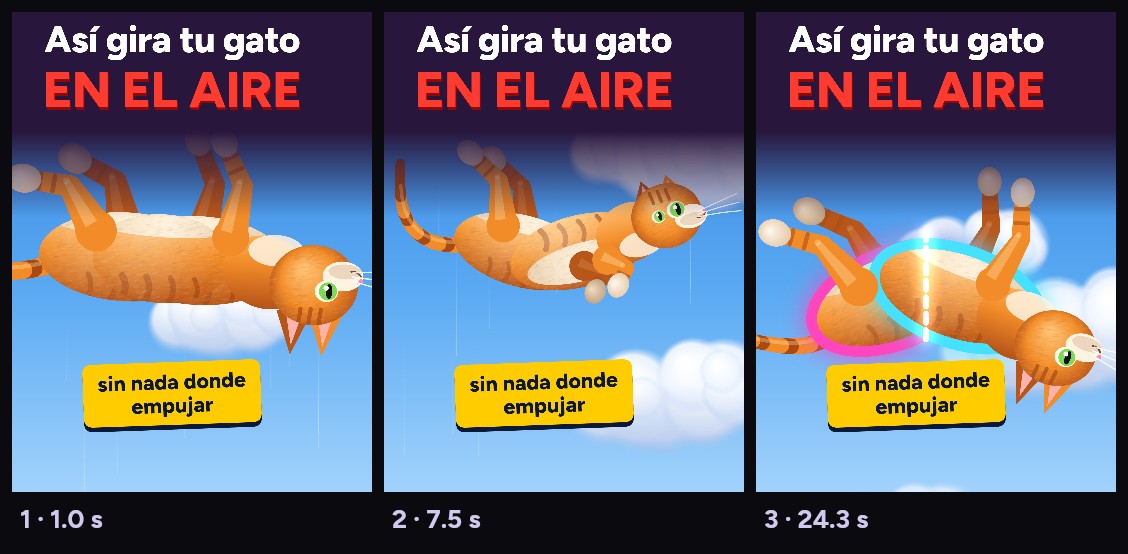 Así gira tu gato
EN EL AIRE
sin nada donde
empujar
1 · 1.0 s
Así gira tu gato
EN EL AIRE
sin nada donde
empujar
2 · 7.5 s
Así gira tu gato
EN EL AIRE
sin nada donde
empujar
3 · 24.3 s